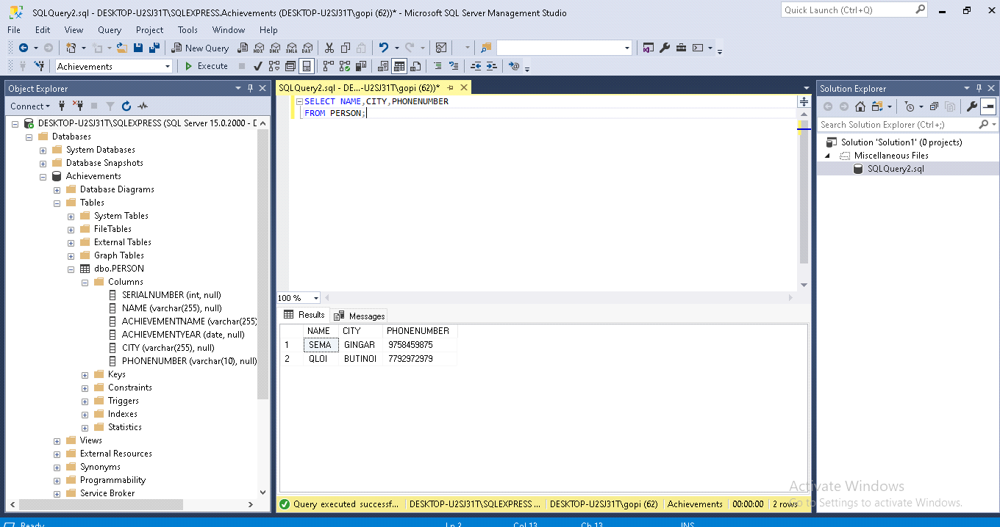 SQLQuery2.sql - DESKTOP-U2SJ31T\SQLEXPRESS.Achievements (DESKTOP-U2SJ31T\gopi (62))* - Microsoft SQL Server Management Studio
Quick Launch (Ctrl+Q)
File Edit View Query Project Tools Window Help
New Query
MDX DMX XMLA DAX
Achievements
Execute
Object Explorer
Connect
DESKTOP-U2SJ31T\SQLEXPRESS (SQL Server 15.0.2000 - D
Databases
System Databases
Database Snapshots
Achievements
Database Diagrams
Tables
System Tables
FileTables
External Tables
Graph Tables
dbo.PERSON
Columns
SERIALNUMBER (int, null)
NAME (varchar(255), null)
ACHIEVEMENTNAME (varchar(255)
ACHIEVEMENTYEAR (date, null)
CITY (varchar(255), null)
PHONENUMBER (varchar(10), null)
Keys
Constraints
Triggers
Indexes
Statistics
Views
External Resources
Synonyms
Programmability
Service Broker
SQLQuery2.sql - DE...-U2SJ31T\gopi (62))*
SELECT NAME,CITY,PHONENUMBER
FROM PERSON;
100 %
Results Messages
NAME CITY PHONENUMBER
1 SEMA GINGAR 9758459875
2 QLOI BUTINOI 7792972979
Query executed successf... DESKTOP-U2SJ31T\SQLEXPRESS ... DESKTOP-U2SJ31T\gopi (62) Achievements 00:00:00 2 rows
Solution Explorer
Search Solution Explorer (Ctrl+;)
Solution 'Solution1' (0 projects)
Miscellaneous Files
SQLQuery2.sql
Activate Windows
Go to Settings to activate Windows.
Ready Ln 2 Col 13 Ch 13 INS